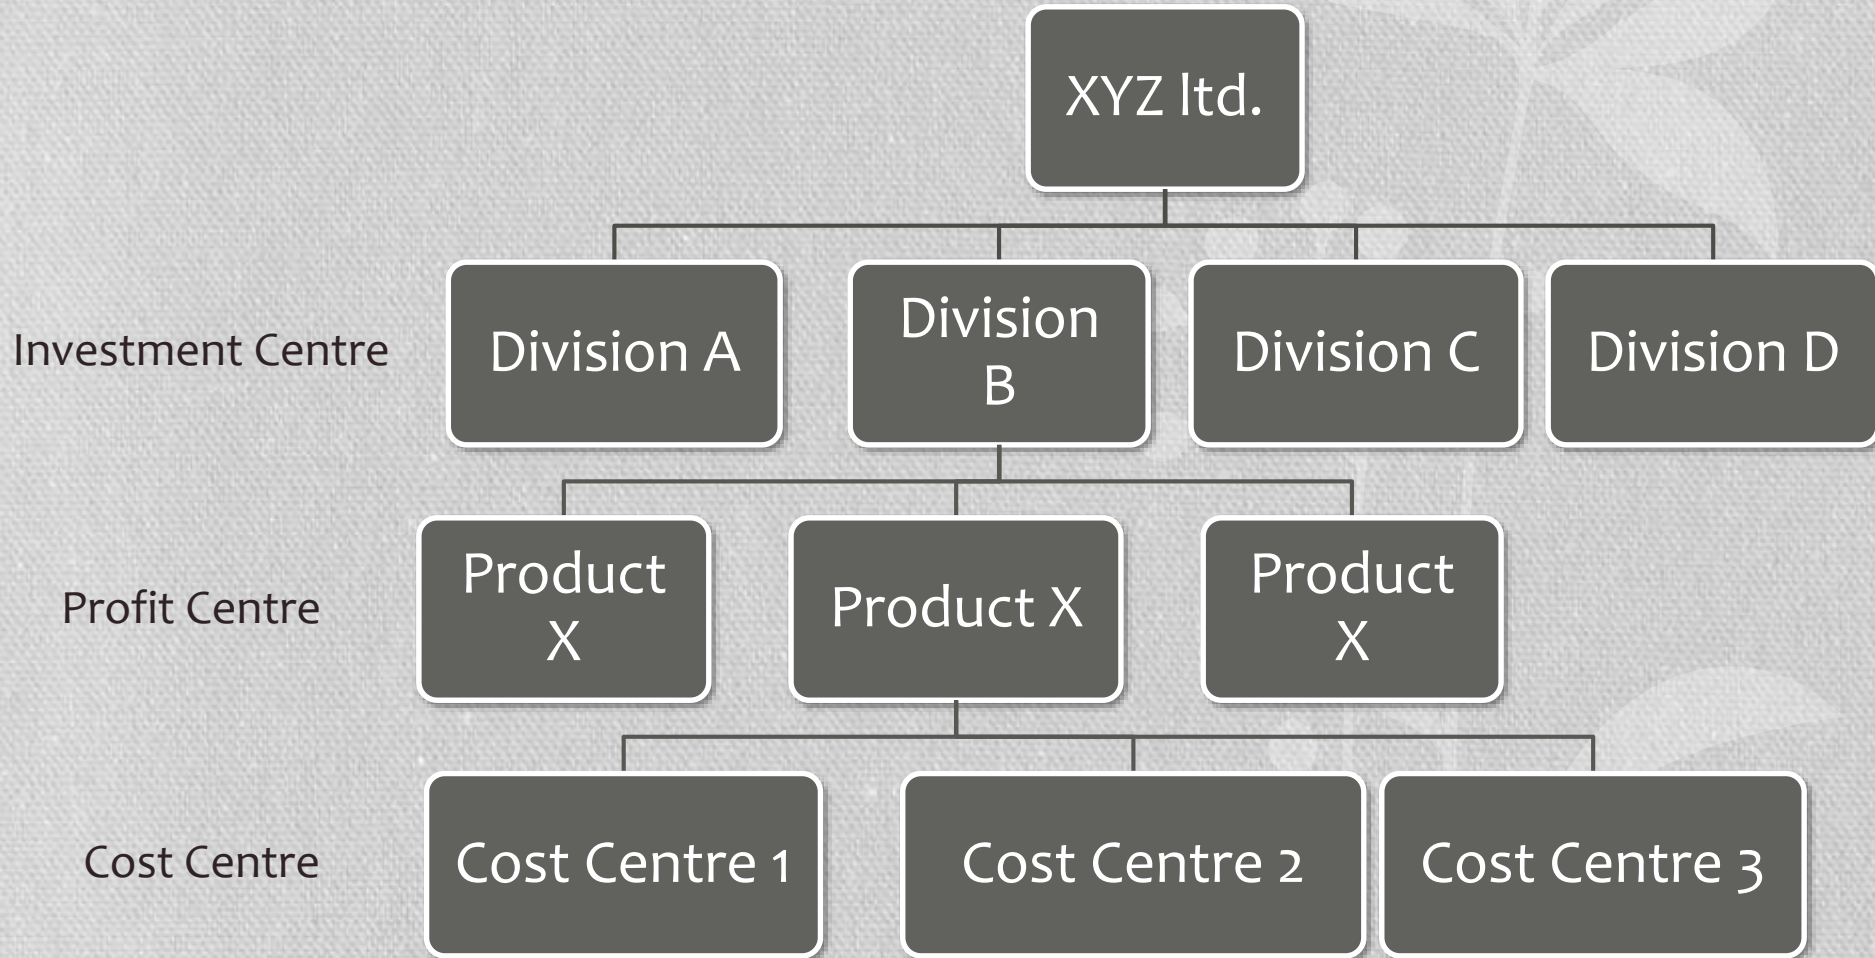 XYZ ltd.
Investment Centre
Division A
Division
B
Division C
Division D
Profit Centre
Product
X
Product X
Product
X
Cost Centre
Cost Centre 1
Cost Centre 2
Cost Centre 3